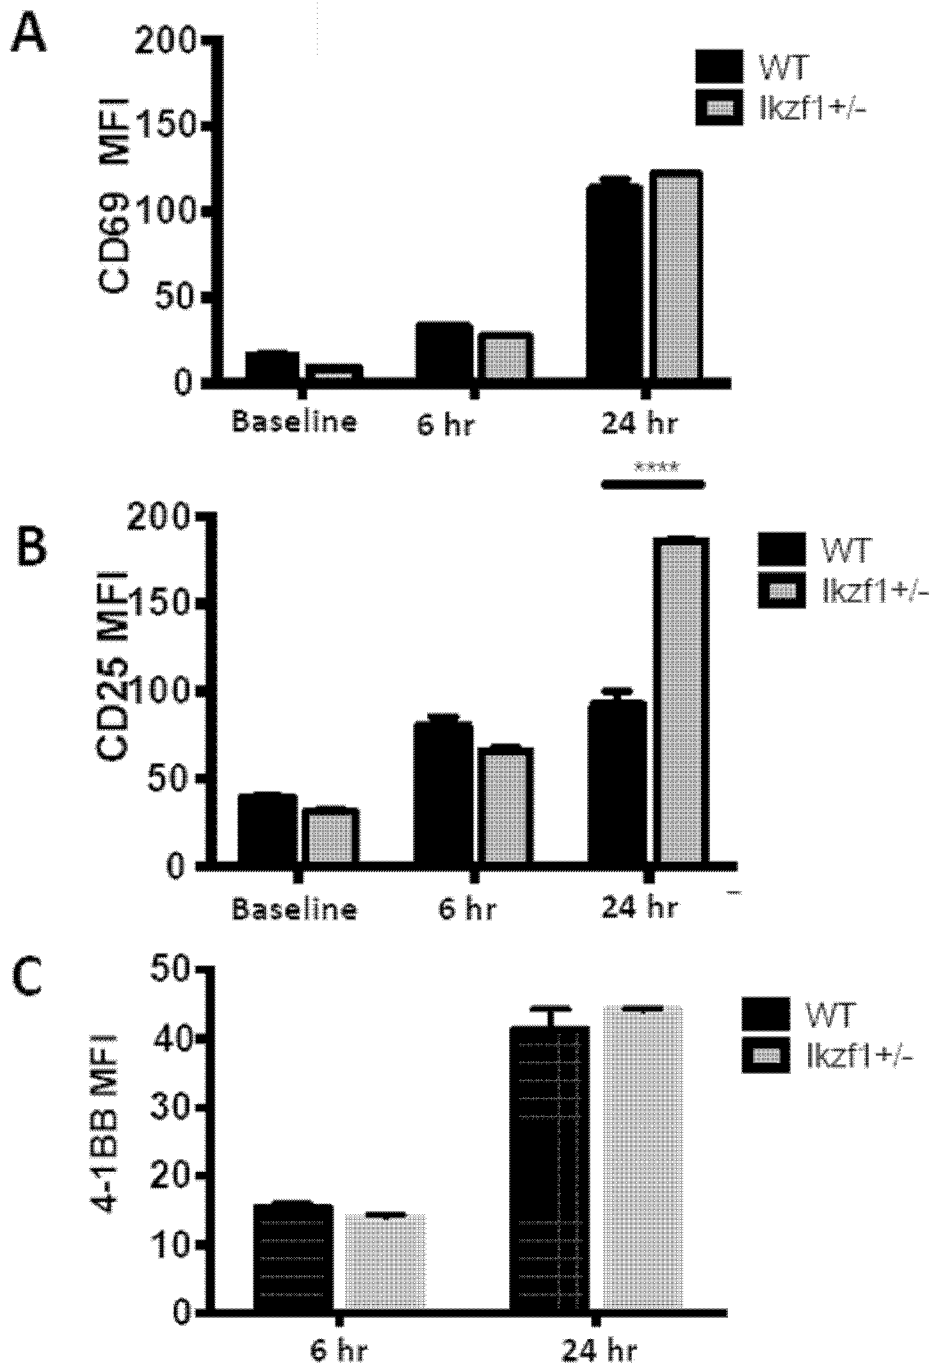 A
CD69 MFI
200
150
100
50
0
WT
Ikzf1+/-
Baseline 6 hr 24 hr
B
CD25 MFI
200
150
100
50
0
****
WT
Ikzf1+/-
Baseline 6 hr 24 hr
C
4-1BB MFI
50
40
30
20
10
0
WT
Ikzf1+/-
6 hr 24 hr